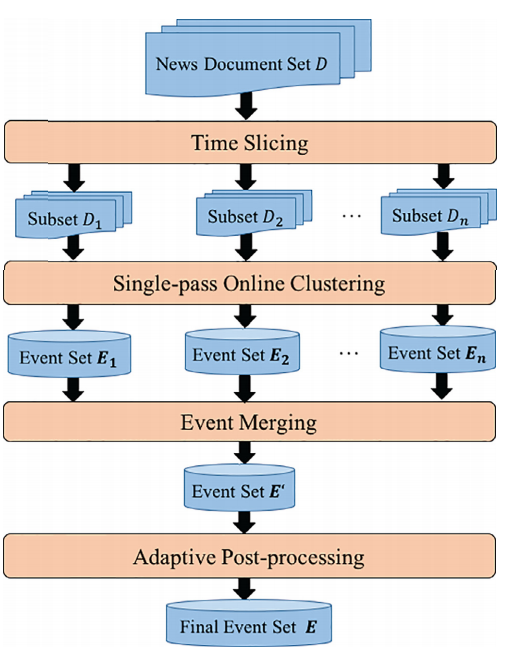 News Document Set D
Time Slicing
Subset D₁ Subset D₂ ... Subset Dₙ
Single-pass Online Clustering
Event Set E₁ Event Set E₂ ... Event Set Eₙ
Event Merging
Event Set E‘
Adaptive Post-processing
Final Event Set E